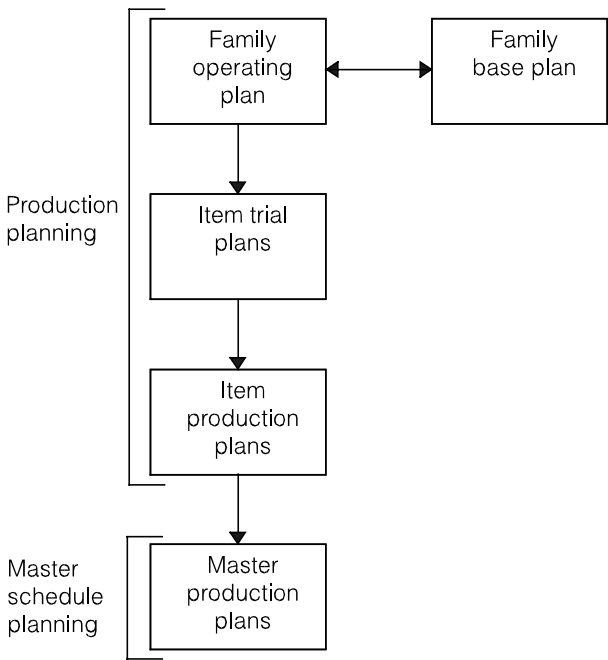 Family
operating
plan
Family
base plan
Production
planning
Item trial
plans
Item
production
plans
Master
schedule
planning
Master
production
plans